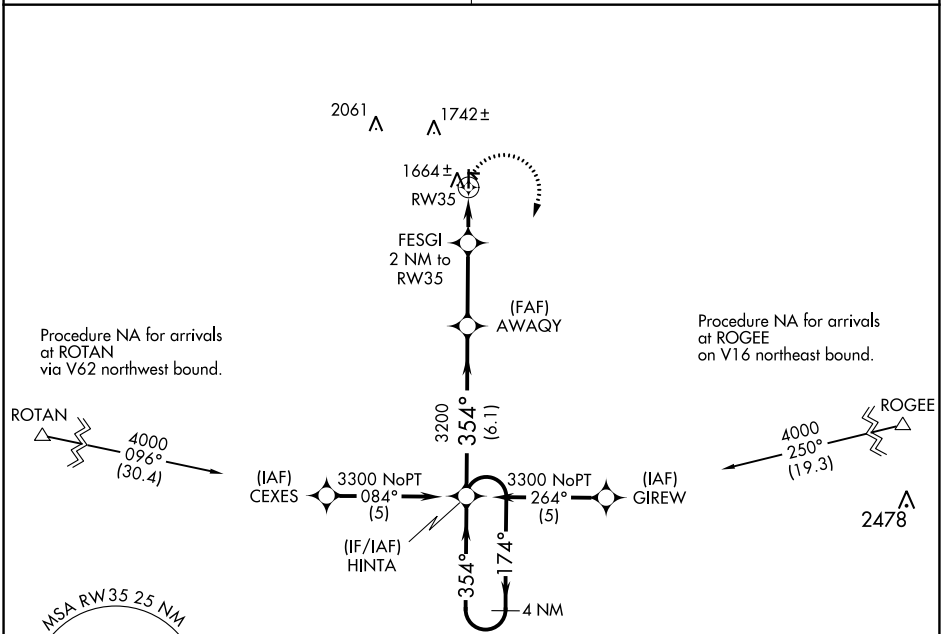 2061
1742±
1664±
RW35
FESGI
2 NM to
RW35
(FAF)
AWAQY
Procedure NA for arrivals
at ROTAN
via V62 northwest bound.
Procedure NA for arrivals
at ROGEE
on V16 northeast bound.
ROTAN
4000
096°
(30.4)
3200
354°
(6.1)
ROGEE
4000
250°
(19.3)
(IAF)
CEXES
3300 NoPT
084°
(5)
3300 NoPT
264°
(5)
(IAF)
GIREW
2478
(IF/IAF)
HINTA
354°
174°
4 NM
MSA RW35 25 NM